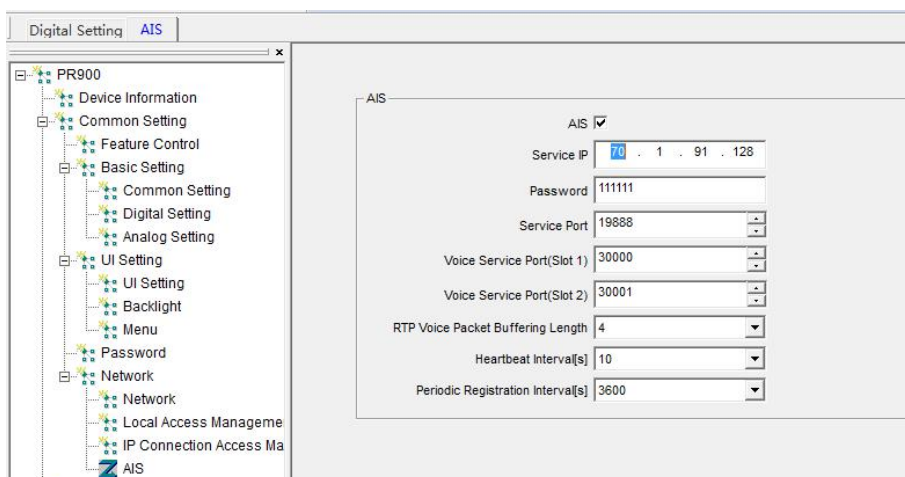 Digital Setting AIS
x
PR900
Device Information
Common Setting
Feature Control
Basic Setting
Common Setting
Digital Setting
Analog Setting
UI Setting
UI Setting
Backlight
Menu
Password
Network
Network
Local Access Manageme
IP Connection Access Ma
AIS
AIS
AIS
Service IP 70 . 1 . 91 . 128
Password 111111
Service Port 19888
Voice Service Port(Slot 1) 30000
Voice Service Port(Slot 2) 30001
RTP Voice Packet Buffering Length 4
Heartbeat Interval[s] 10
Periodic Registration Interval[s] 3600